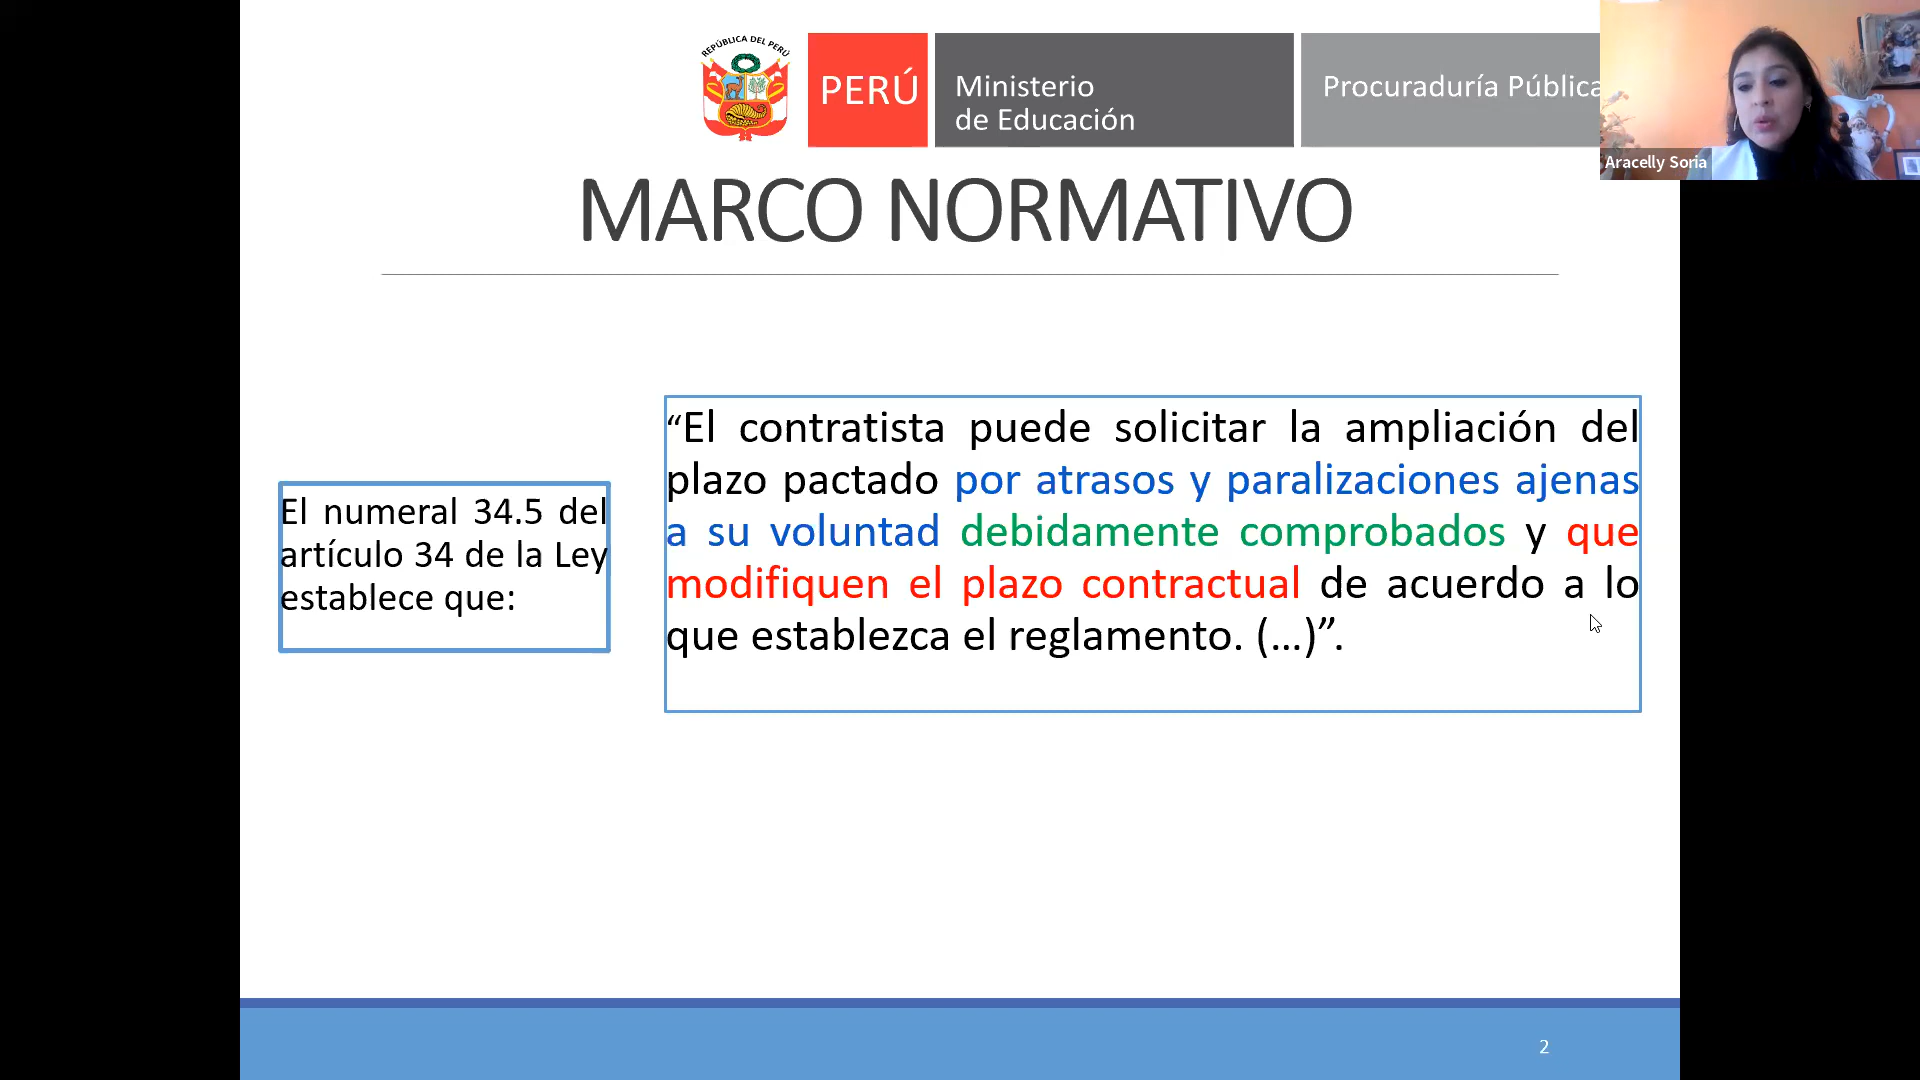 REPÚBLICA DEL PERÚ
PERÚ
Ministerio
de Educación
Procuraduría Pública
Aracelly Soria
MARCO NORMATIVO
El numeral 34.5 del
artículo 34 de la Ley
establece que:
“El contratista puede solicitar la ampliación del
plazo pactado por atrasos y paralizaciones ajenas
a su voluntad debidamente comprobados y que
modifiquen el plazo contractual de acuerdo a lo
que establezca el reglamento. (...)”.
2